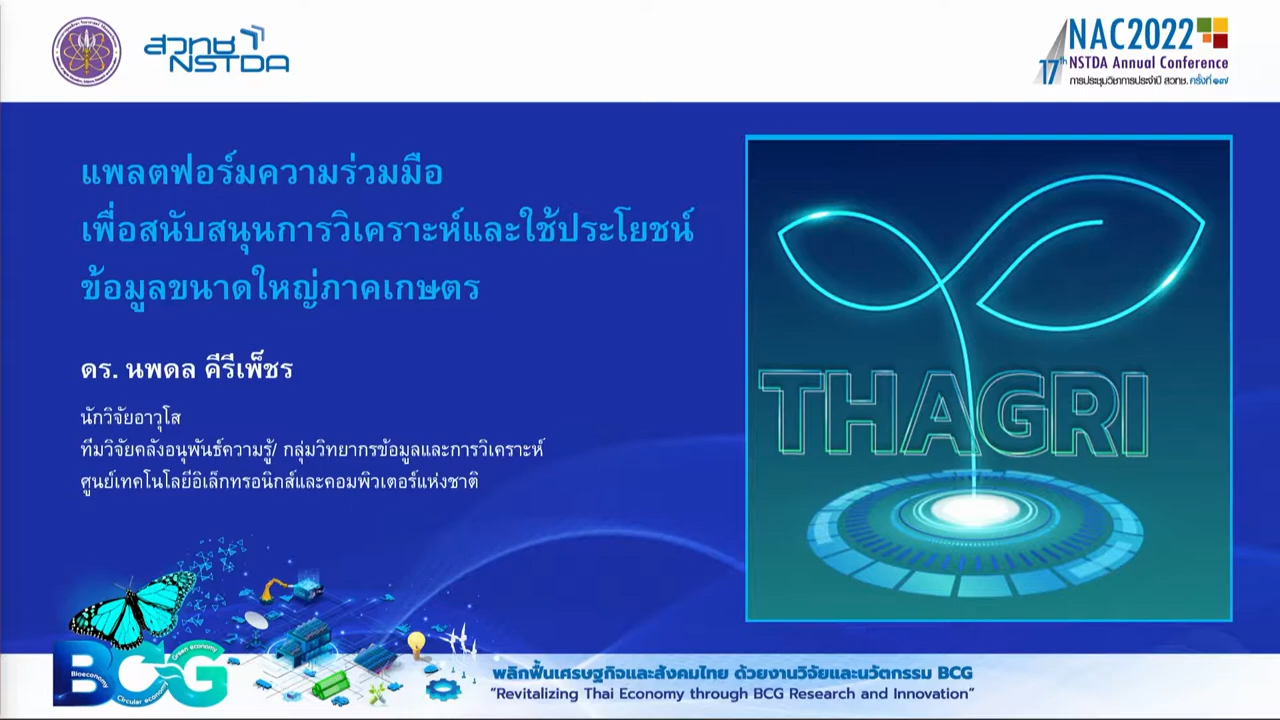 สวทช
NSTDA
NAC2022
17th NSTDA Annual Conference
การประชุมวิชาการประจำปี สวทช. ครั้งที่ ๑๗
แพลตฟอร์มความร่วมมือ
เพื่อสนับสนุนการวิเคราะห์และใช้ประโยชน์
ข้อมูลขนาดใหญ่ภาคเกษตร
ดร. นพดล คีรีเพ็ชร
นักวิจัยอาวุโส
ทีมวิจัยคลังอนุพันธ์ความรู้/ กลุ่มวิทยาการข้อมูลและการวิเคราะห์
ศูนย์เทคโนโลยีอิเล็กทรอนิกส์และคอมพิวเตอร์แห่งชาติ
THAGRI
BCG
Bioeconomy
Circular economy
Green economy
พลิกฟื้นเศรษฐกิจและสังคมไทย ด้วยงานวิจัยและนวัตกรรม BCG
“Revitalizing Thai Economy through BCG Research and Innovation”